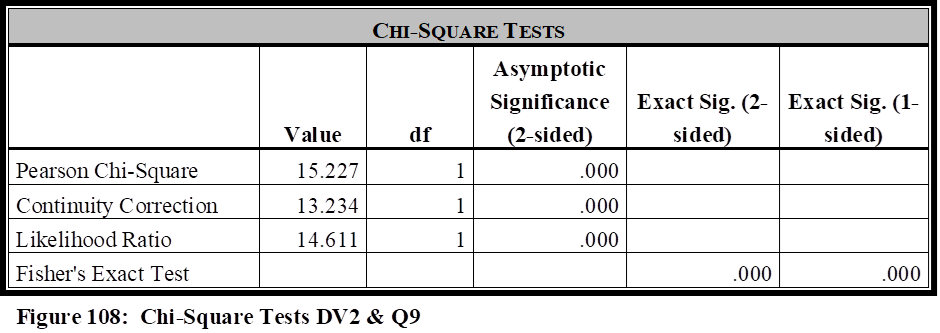 CHI-SQUARE TESTS
Value df Asymptotic Significance (2-sided) Exact Sig. (2-sided) Exact Sig. (1-sided)
Pearson Chi-Square 15.227 1 .000
Continuity Correction 13.234 1 .000
Likelihood Ratio 14.611 1 .000
Fisher's Exact Test .000 .000
Figure 108: Chi-Square Tests DV2 & Q9